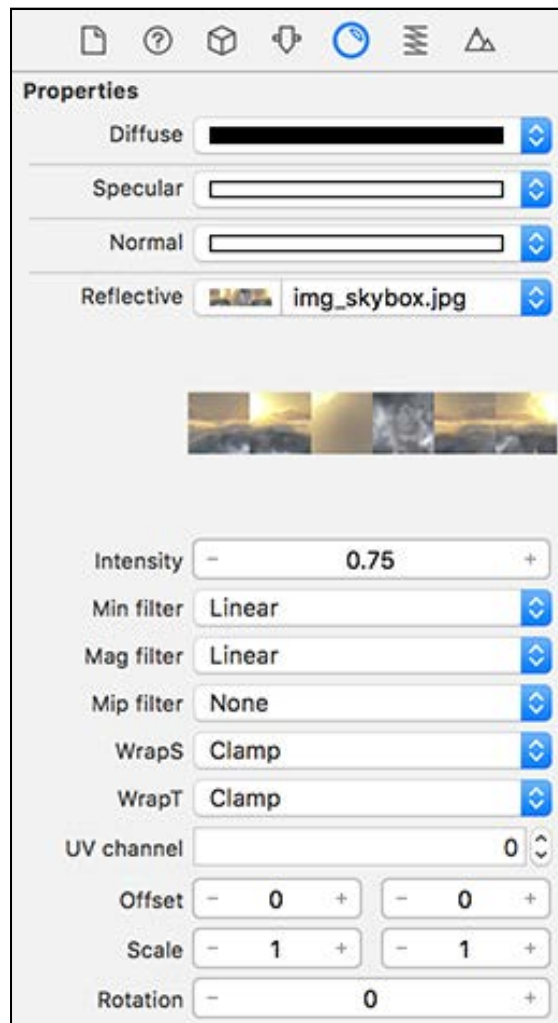 Properties
Diffuse
Specular
Normal
Reflective img_skybox.jpg
Intensity - 0.75 +
Min filter Linear
Mag filter Linear
Mip filter None
WrapS Clamp
WrapT Clamp
UV channel 0
Offset - 0 + - 0 +
Scale - 1 + - 1 +
Rotation - 0 +